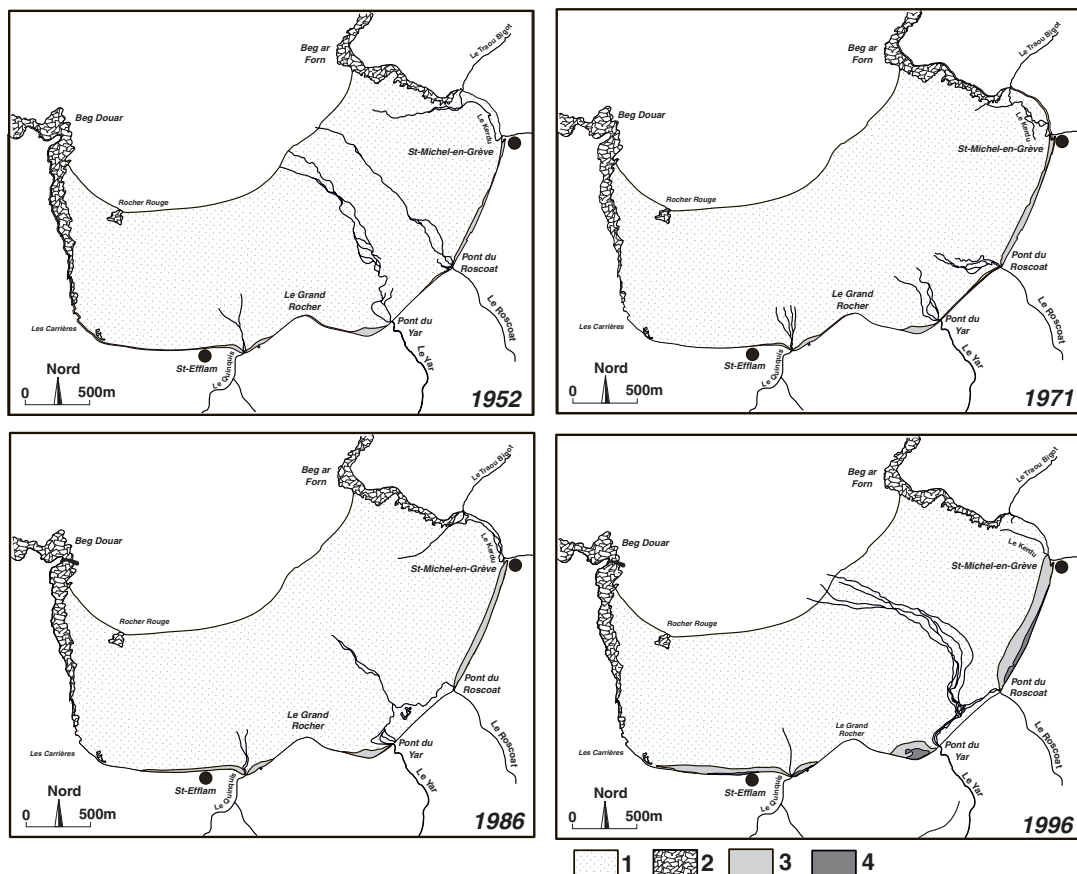 Beg ar
Forn
Le Traou Bigot
Beg Douar
Le Kerdu
St-Michel-en-Grève
Rocher Rouge
Pont du
Roscoat
Le Grand
Rocher
Le Roscoat
Les Carrières
Pont du
Yar
St-Efflam
Le Quinquis
Le Yar
Nord
0 500m
1952
Beg ar
Forn
Le Traou Bigot
Beg Douar
Le Kerdu
St-Michel-en-Grève
Rocher Rouge
Pont du
Roscoat
Le Grand
Rocher
Le Roscoat
Les Carrières
Pont du
Yar
St-Efflam
Le Quinquis
Le Yar
Nord
0 500m
1971
Beg ar
Forn
Le Traou Bigot
Beg Douar
Le Kerdu
St-Michel-en-Grève
Rocher Rouge
Pont du
Roscoat
Le Grand
Rocher
Le Roscoat
Les Carrières
Pont du
Yar
St-Efflam
Le Quinquis
Le Yar
Nord
0 500m
1986
Beg ar
Forn
Le Traou Bigot
Beg Douar
Le Kerdu
St-Michel-en-Grève
Rocher Rouge
Pont du
Roscoat
Le Grand
Rocher
Le Roscoat
Les Carrières
Pont du
Yar
St-Efflam
Le Quinquis
Le Yar
Nord
0 500m
1996
1 2 3 4